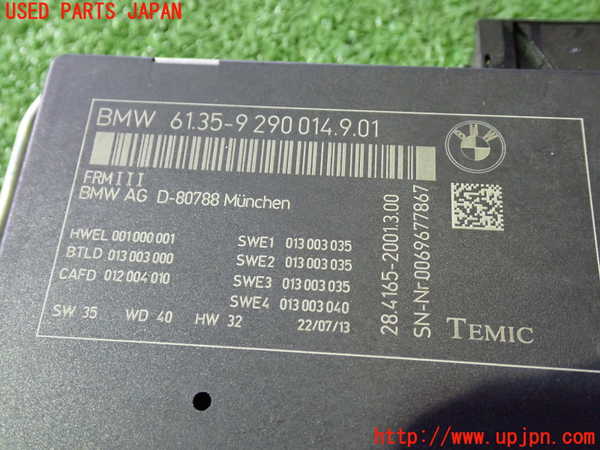 USED PARTS JAPAN
BMW 61.35-9 290 014.9.01
BMW
FRMIII
BMW AG D-80788 München
HWEL 001 000 001
BTLD 013 003 000
CAFD 012 004 010
SWE1 013 003 035
SWE2 013 003 035
SWE3 013 003 035
SWE4 013 003 040
SW 35 WD 40 HW 32 22/07/13
28.4165-2001.3.00
SN-Nr 0069677867
TEMIC
http://www.upjpn.com/